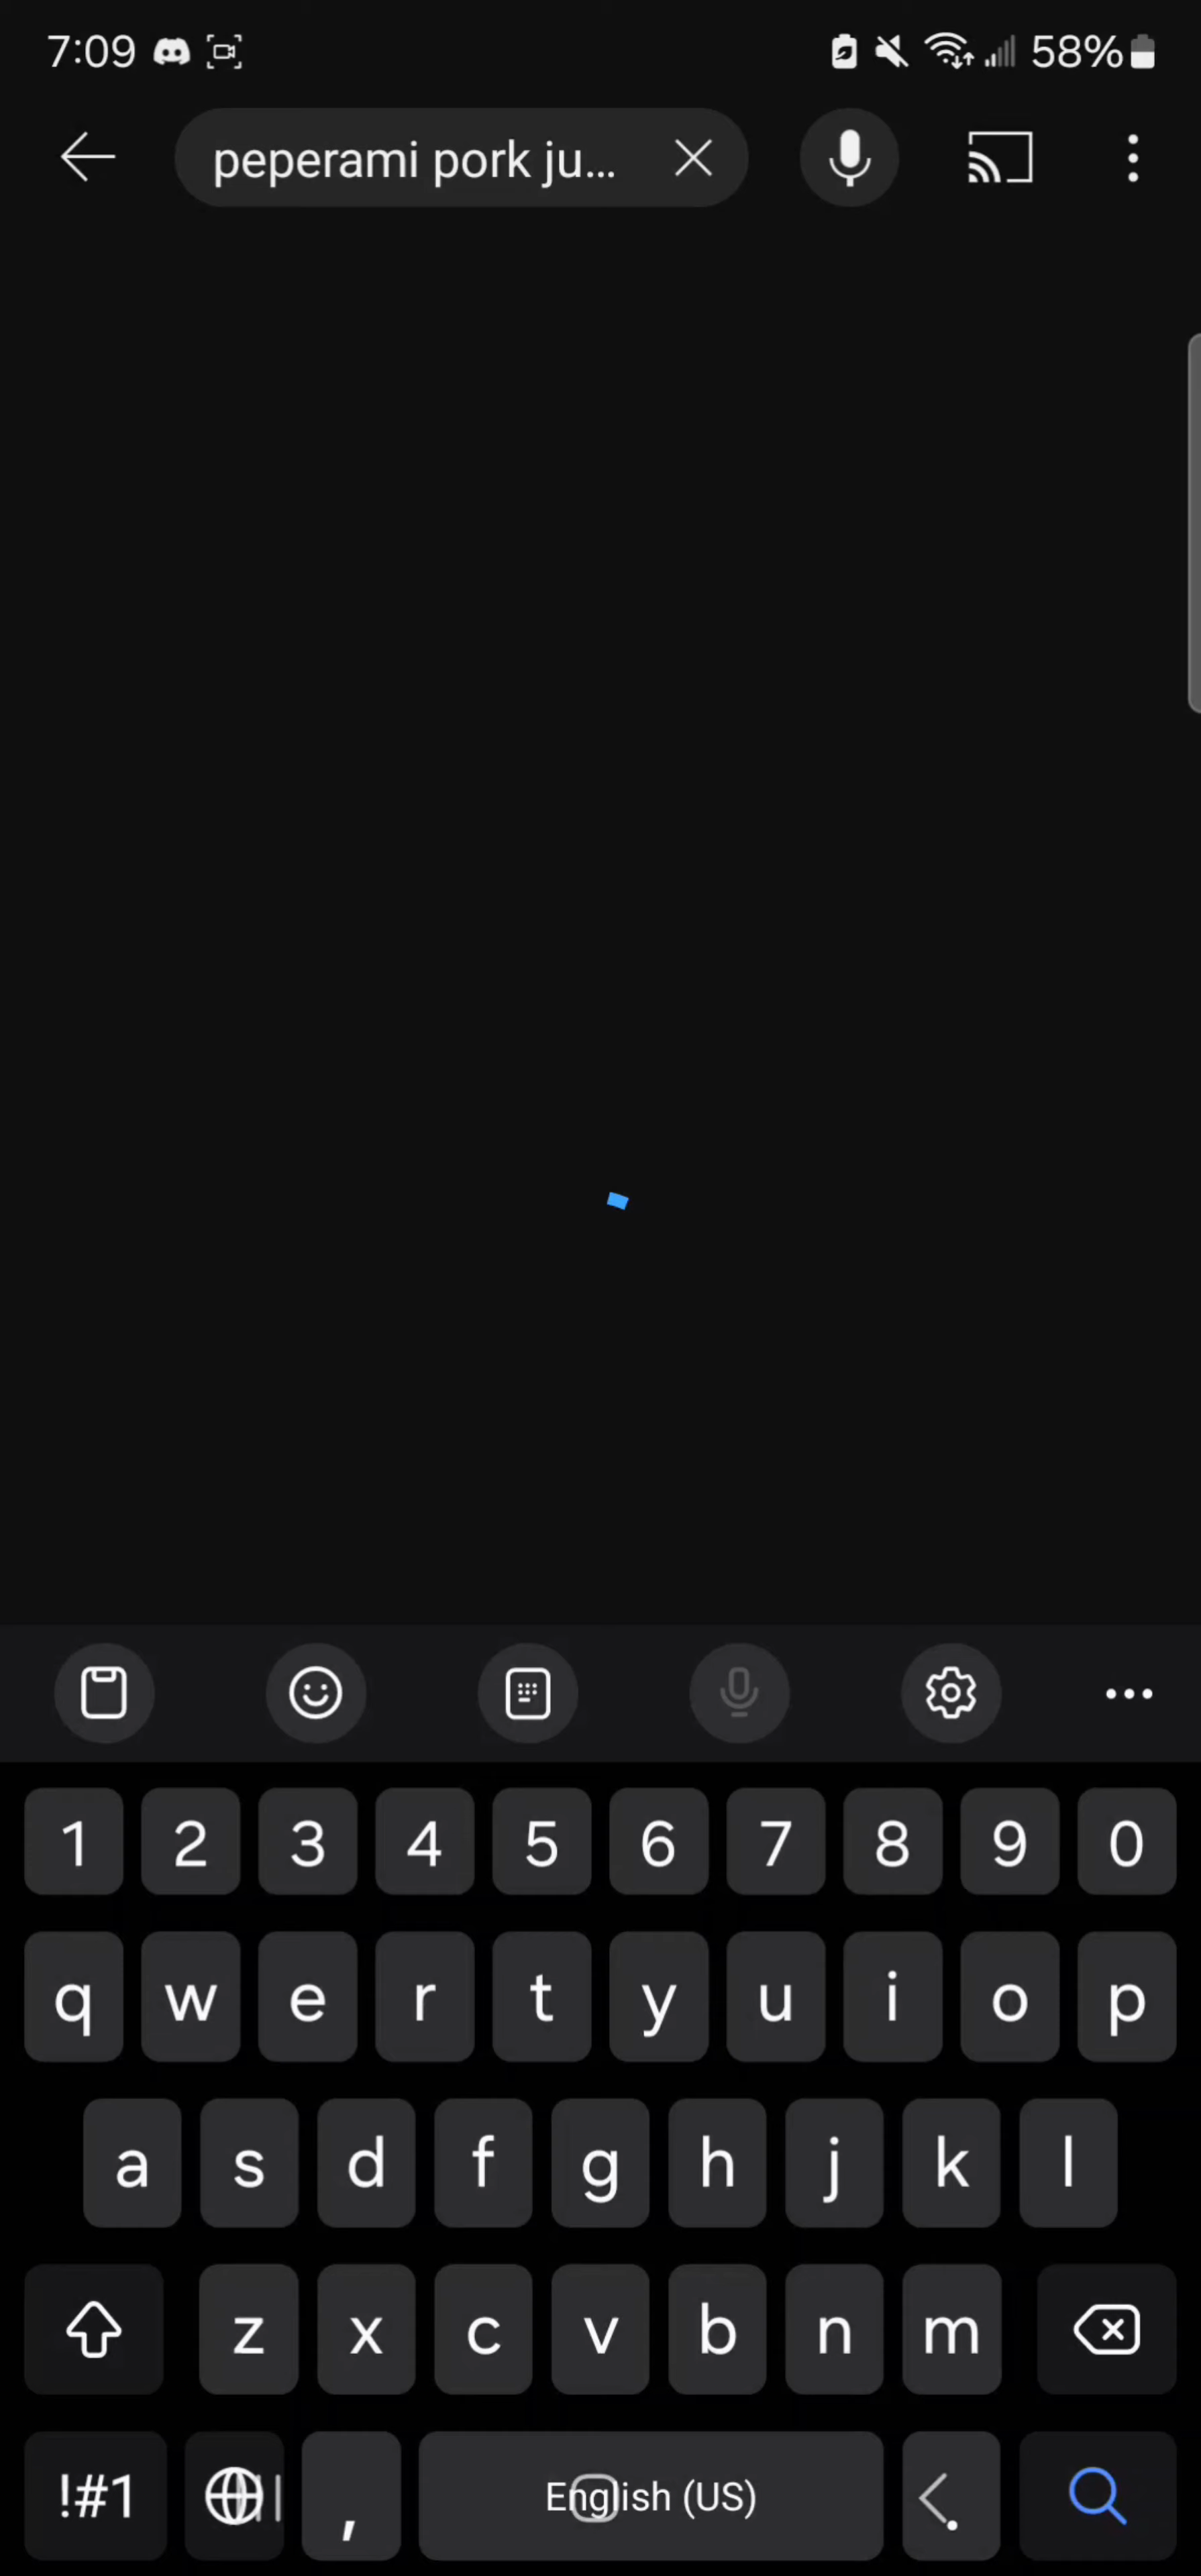 7:09 58%
peperami pork ju...
1 2 3 4 5 6 7 8 9 0
q w e r t y u i o p
a s d f g h j k l
z x c v b n m
!#1 , English (US) .